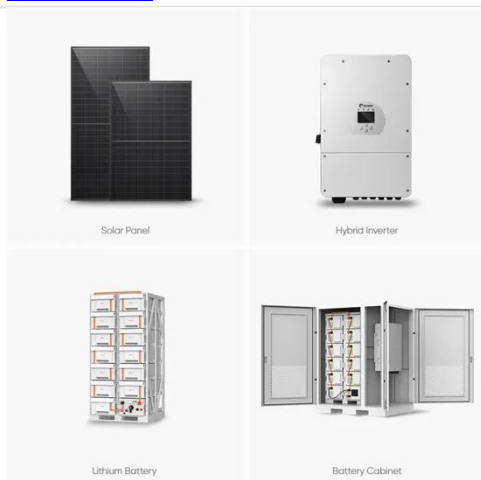 Solar Panel
Hybrid Inverter
Lithium Battery
Battery Cabinet